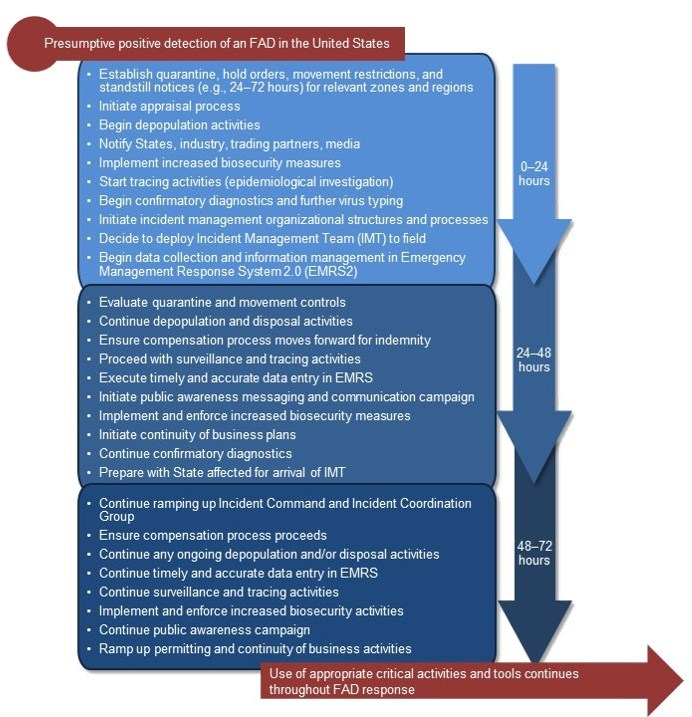 Presumptive positive detection of an FAD in the United States
• Establish quarantine, hold orders, movement restrictions, and
standstill notices (e.g., 24–72 hours) for relevant zones and regions
• Initiate appraisal process
• Begin depopulation activities
• Notify States, industry, trading partners, media
• Implement increased biosecurity measures
• Start tracing activities (epidemiological investigation)
• Begin confirmatory diagnostics and further virus typing
• Initiate incident management organizational structures and processes
• Decide to deploy Incident Management Team (IMT) to field
• Begin data collection and information management in Emergency
Management Response System 2.0 (EMRS2)
0–24
hours
• Evaluate quarantine and movement controls
• Continue depopulation and disposal activities
• Ensure compensation process moves forward for indemnity
• Proceed with surveillance and tracing activities
• Execute timely and accurate data entry in EMRS
• Initiate public awareness messaging and communication campaign
• Implement and enforce increased biosecurity measures
• Initiate continuity of business plans
• Continue confirmatory diagnostics
• Prepare with State affected for arrival of IMT
24–48
hours
• Continue ramping up Incident Command and Incident Coordination
Group
• Ensure compensation process proceeds
• Continue any ongoing depopulation and/or disposal activities
• Continue timely and accurate data entry in EMRS
• Continue surveillance and tracing activities
• Implement and enforce increased biosecurity activities
• Continue public awareness campaign
• Ramp up permitting and continuity of business activities
48–72
hours
Use of appropriate critical activities and tools continues
throughout FAD response